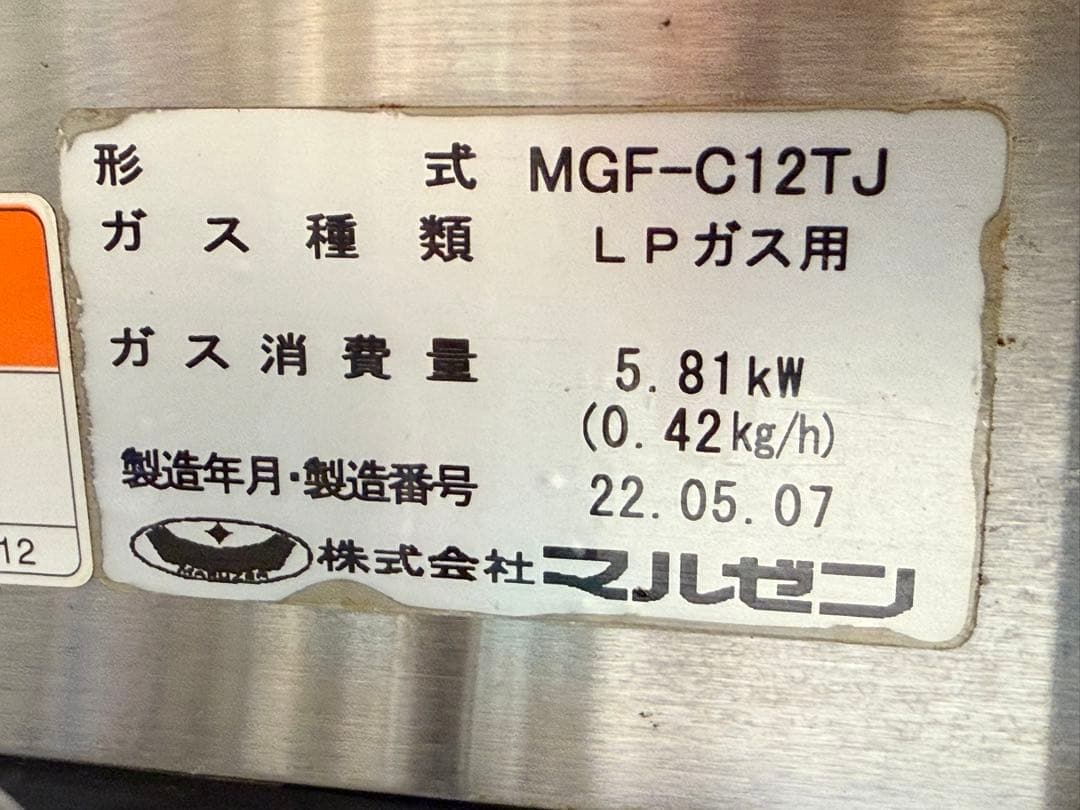 形式 MGF-C12TJ
ガス種類 LPガス用
ガス消費量 5.81kW
(0.42kg/h)
製造年月・製造番号 22.05.07
MARUZEN 株式会社マルゼン
12